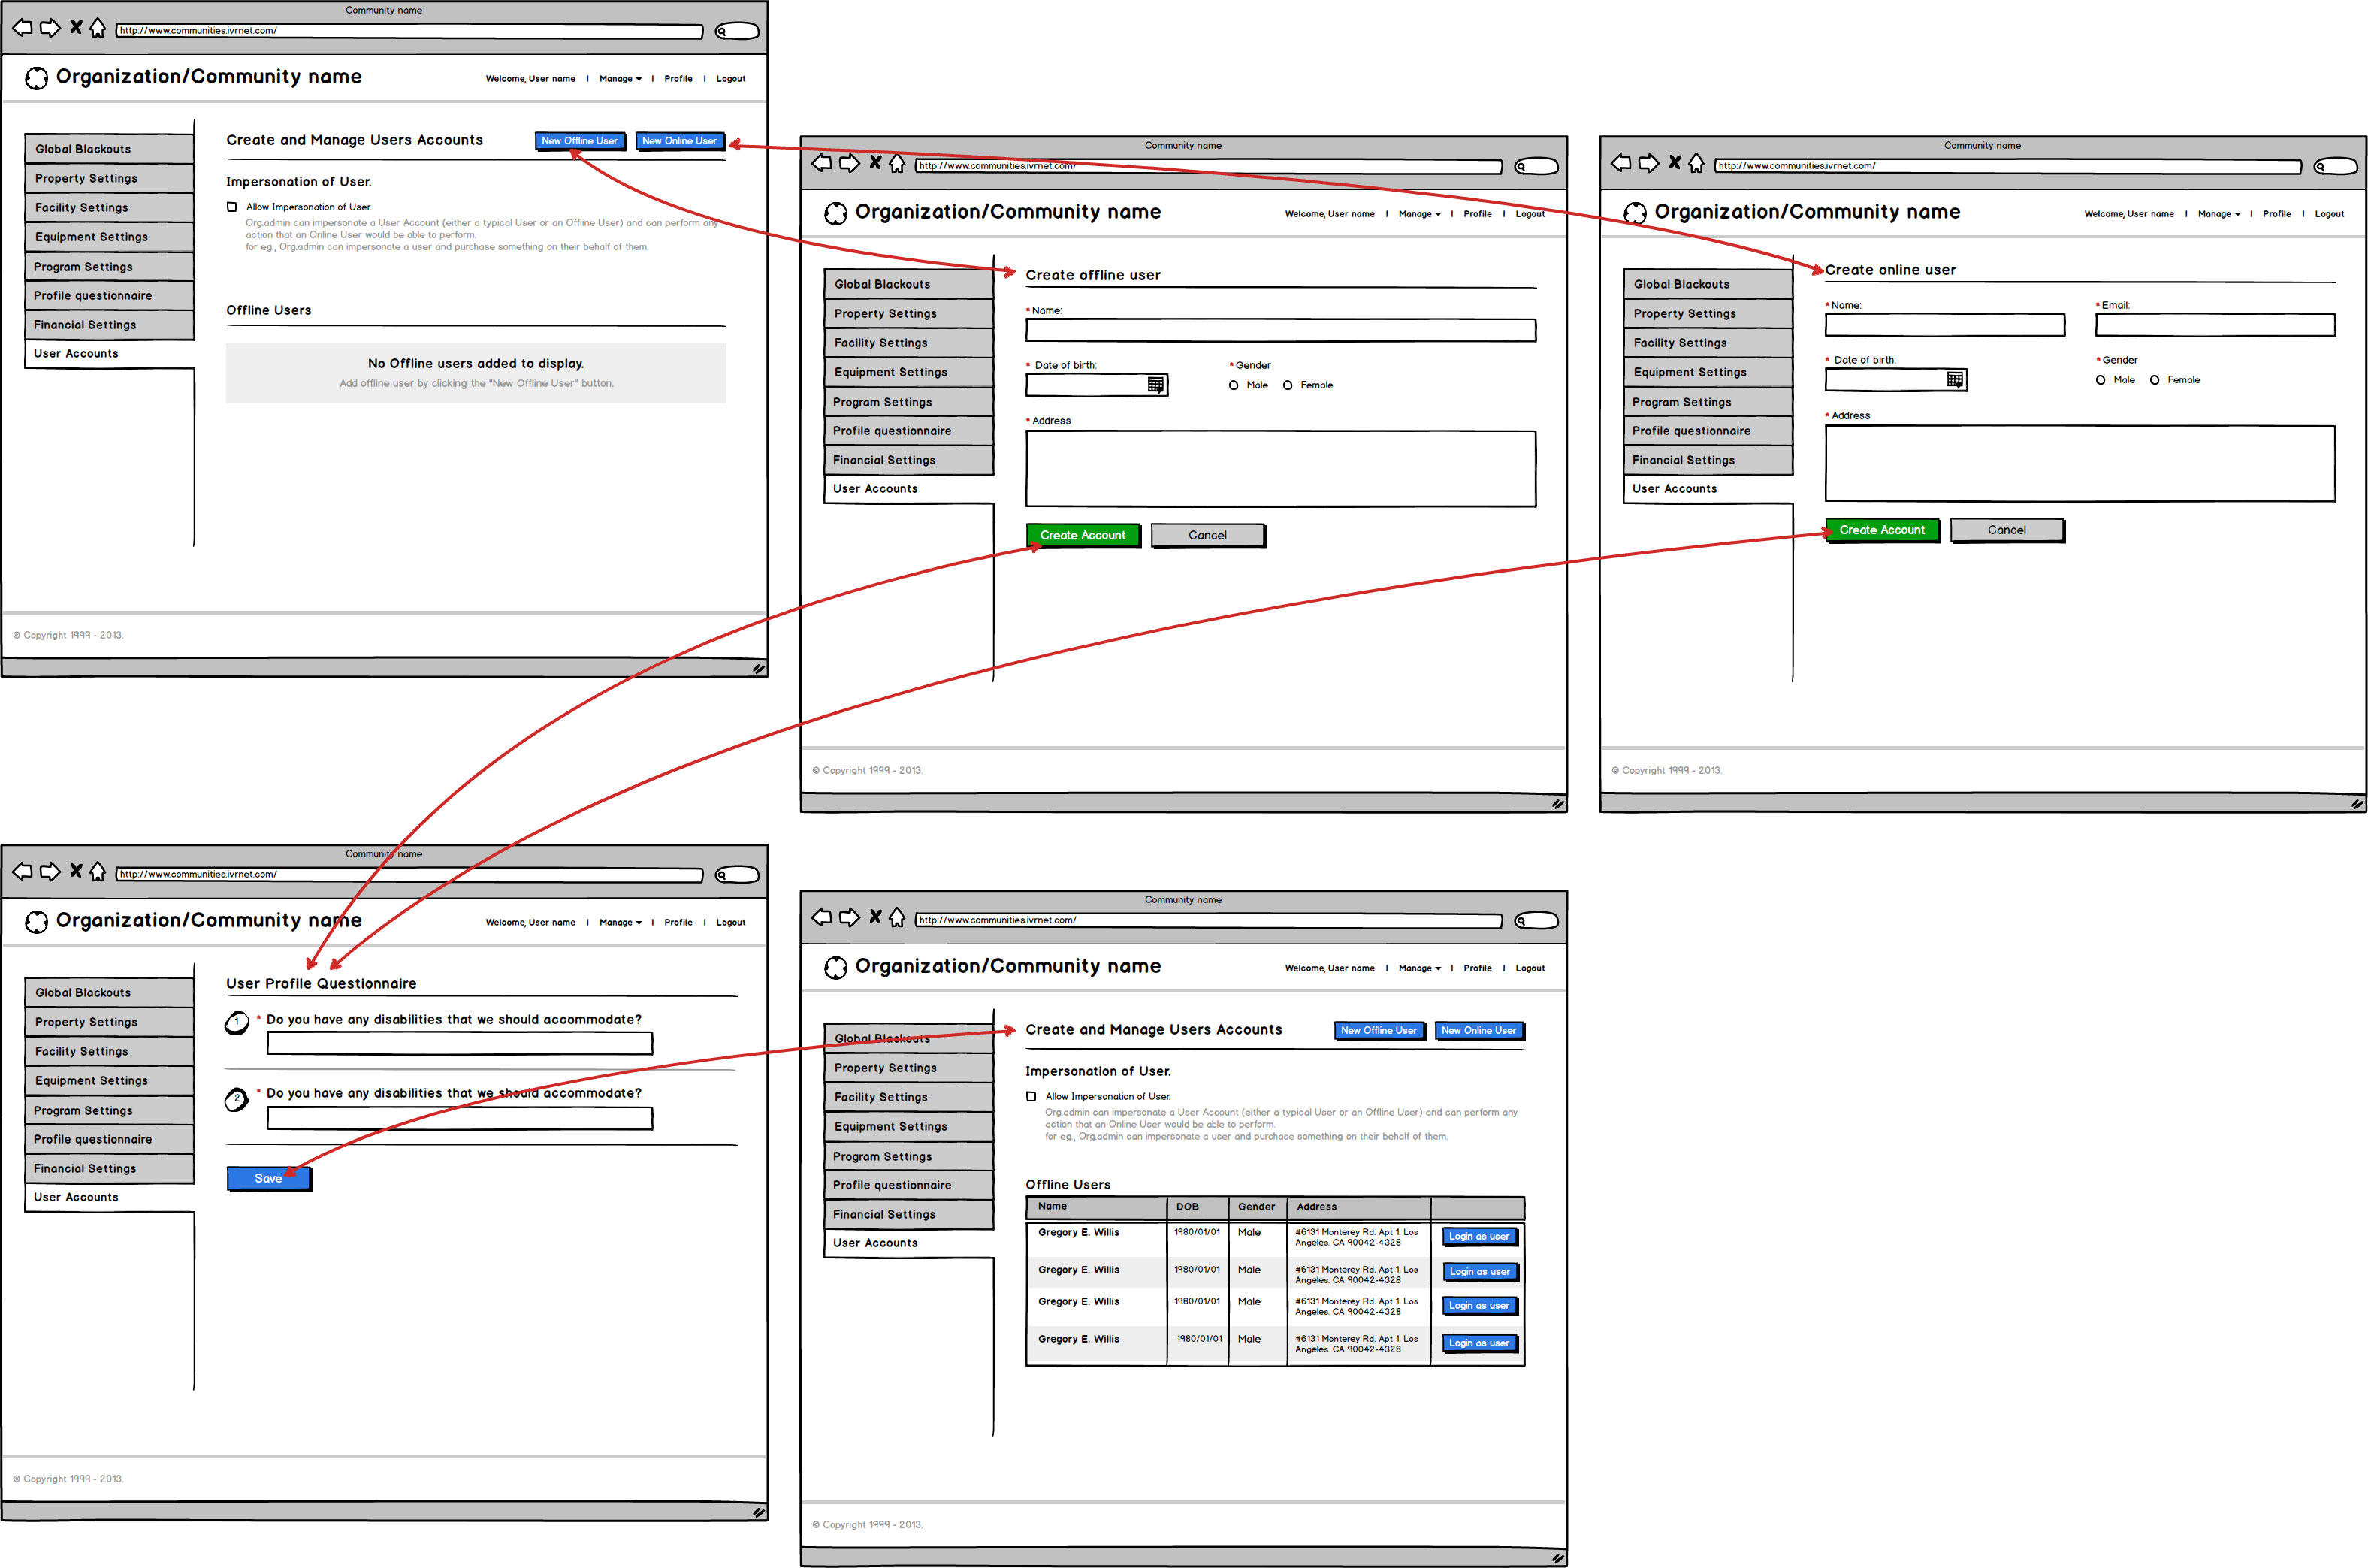 Community name
http://www.communities.ivrnet.com/
Organization/Community name
Welcome, User name | Manage | Profile | Logout
Global Blackouts
Property Settings
Facility Settings
Equipment Settings
Program Settings
Profile questionnaire
Financial Settings
User Accounts
Create and Manage Users Accounts
New Offline User
New Online User
Impersonation of User.
Allow Impersonation of User.
Org.admin can impersonate a User Account (either a typical User or an Offline User) and can perform any
action that an Online User would be able to perform.
for eg., Org.admin can impersonate a user and purchase something on their behalf of them.
Offline Users
No Offline users added to display.
Add offline user by clicking the "New Offline User" button.
© Copyright 1999 - 2013.
Community name
http://www.communities.ivrnet.com/
Organization/Community name
Welcome, User name | Manage | Profile | Logout
Global Blackouts
Property Settings
Facility Settings
Equipment Settings
Program Settings
Profile questionnaire
Financial Settings
User Accounts
Create offline user
* Name:
* Date of birth:
* Gender
Male
Female
* Address
Create Account
Cancel
© Copyright 1999 - 2013.
Community name
http://www.communities.ivrnet.com/
Organization/Community name
Welcome, User name | Manage | Profile | Logout
Global Blackouts
Property Settings
Facility Settings
Equipment Settings
Program Settings
Profile questionnaire
Financial Settings
User Accounts
Create online user
* Name:
* Email:
* Date of birth:
* Gender
Male
Female
* Address
Create Account
Cancel
© Copyright 1999 - 2013.
Community name
http://www.communities.ivrnet.com/
Organization/Community name
Welcome, User name | Manage | Profile | Logout
Global Blackouts
Property Settings
Facility Settings
Equipment Settings
Program Settings
Profile questionnaire
Financial Settings
User Accounts
User Profile Questionnaire
1 * Do you have any disabilities that we should accommodate?
2 * Do you have any disabilities that we should accommodate?
Save
© Copyright 1999 - 2013.
Community name
http://www.communities.ivrnet.com/
Organization/Community name
Welcome, User name | Manage | Profile | Logout
Global Blackouts
Property Settings
Facility Settings
Equipment Settings
Program Settings
Profile questionnaire
Financial Settings
User Accounts
Create and Manage Users Accounts
New Offline User
New Online User
Impersonation of User.
Allow Impersonation of User.
Org.admin can impersonate a User Account (either a typical User or an Offline User) and can perform any
action that an Online User would be able to perform.
for eg., Org.admin can impersonate a user and purchase something on their behalf of them.
Offline Users
Name DOB Gender Address
Gregory E. Willis 1980/01/01 Male #6131 Monterey Rd. Apt 1. Los
Angeles. CA 90042-4328
Login as user
Gregory E. Willis 1980/01/01 Male #6131 Monterey Rd. Apt 1. Los
Angeles. CA 90042-4328
Login as user
Gregory E. Willis 1980/01/01 Male #6131 Monterey Rd. Apt 1. Los
Angeles. CA 90042-4328
Login as user
Gregory E. Willis 1980/01/01 Male #6131 Monterey Rd. Apt 1. Los
Angeles. CA 90042-4328
Login as user
© Copyright 1999 - 2013.